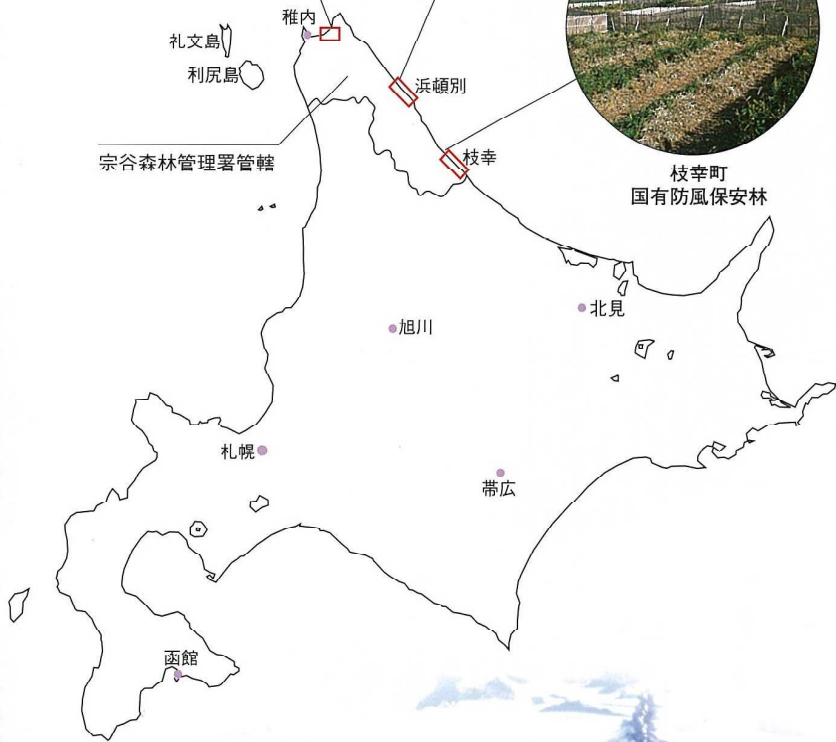 稚内
礼文島
利尻島
浜頓別
宗谷森林管理署管轄
枝幸
枝幸町
国有防風保安林
北見
旭川
札幌
帯広
函館